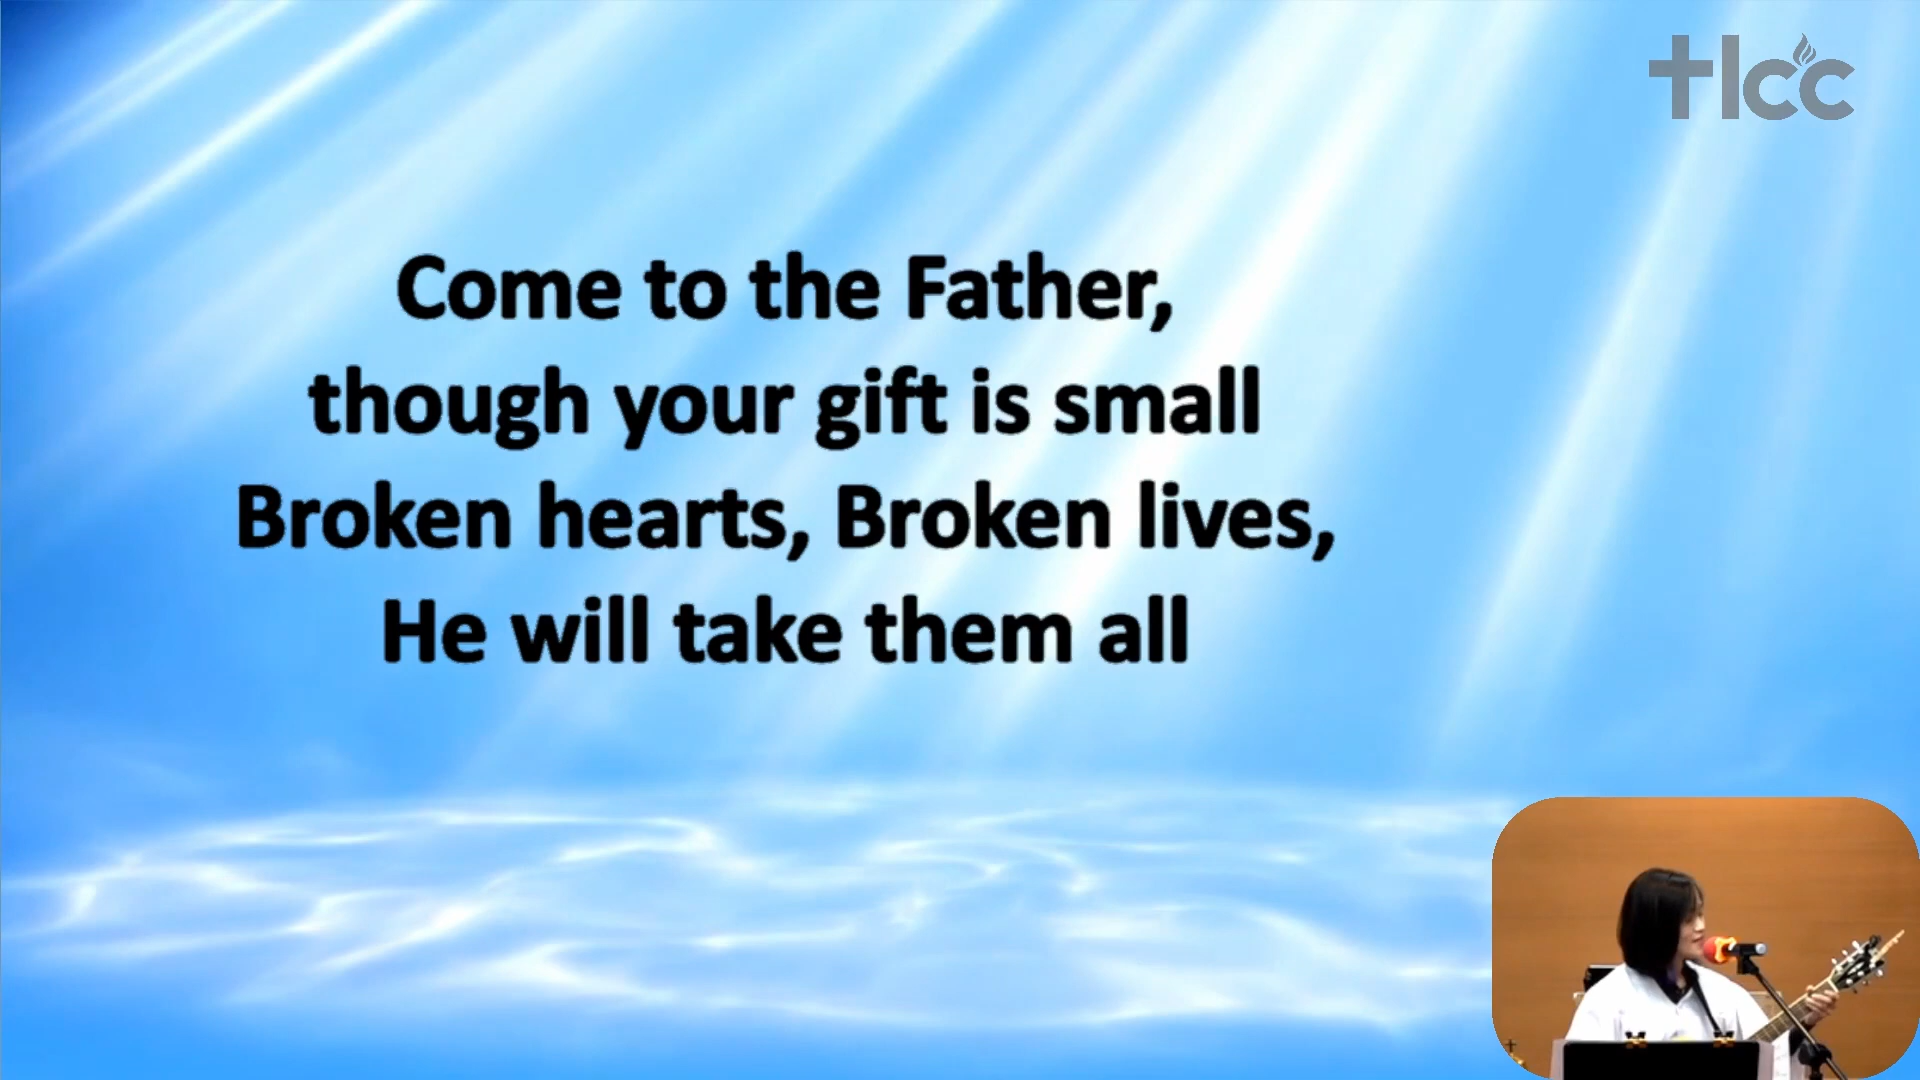 tlcc
Come to the Father,
though your gift is small
Broken hearts, Broken lives,
He will take them all